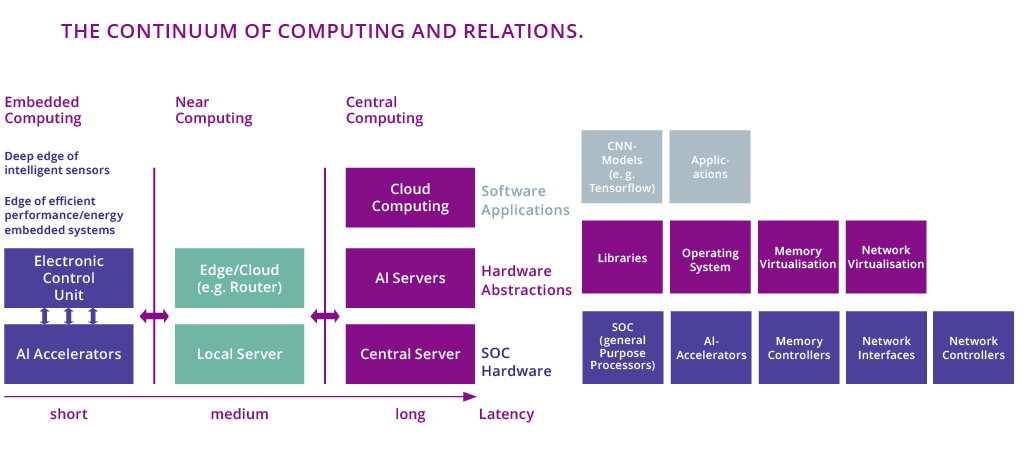 THE CONTINUUM OF COMPUTING AND RELATIONS.
Embedded
Computing
Near
Computing
Central
Computing
Deep edge of
intelligent sensors
Edge of efficient
performance/energy
embedded systems
Electronic
Control
Unit
AI Accelerators
Edge/Cloud
(e.g. Router)
Local Server
Cloud
Computing
AI Servers
Central Server
Software
Applications
Hardware
Abstractions
SOC
Hardware
CNN-
Models
(e. g.
Tensorflow)
Applic-
ations
Libraries
Operating
System
Memory
Virtualisation
Network
Virtualisation
SOC
(general
Purpose
Processors)
AI-
Accelerators
Memory
Controllers
Network
Interfaces
Network
Controllers
short
medium
long
Latency